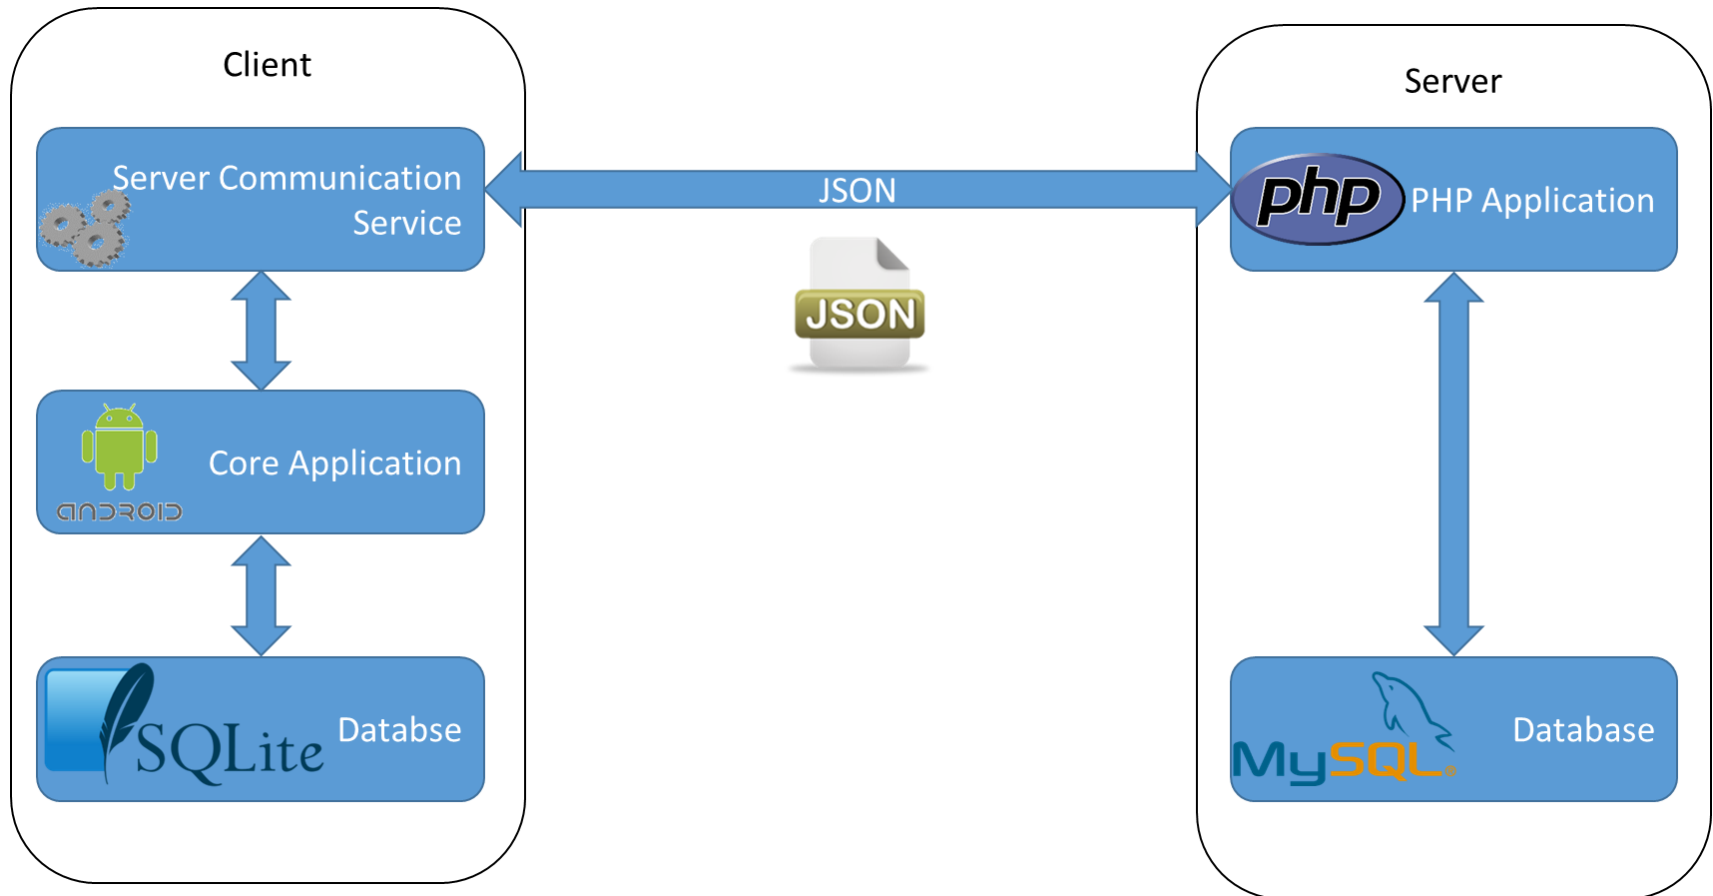 Client
Server Communication
Service
ANDROID
Core Application
SQLite
Databse
JSON
JSON
Server
php
PHP Application
MySQL®
Database